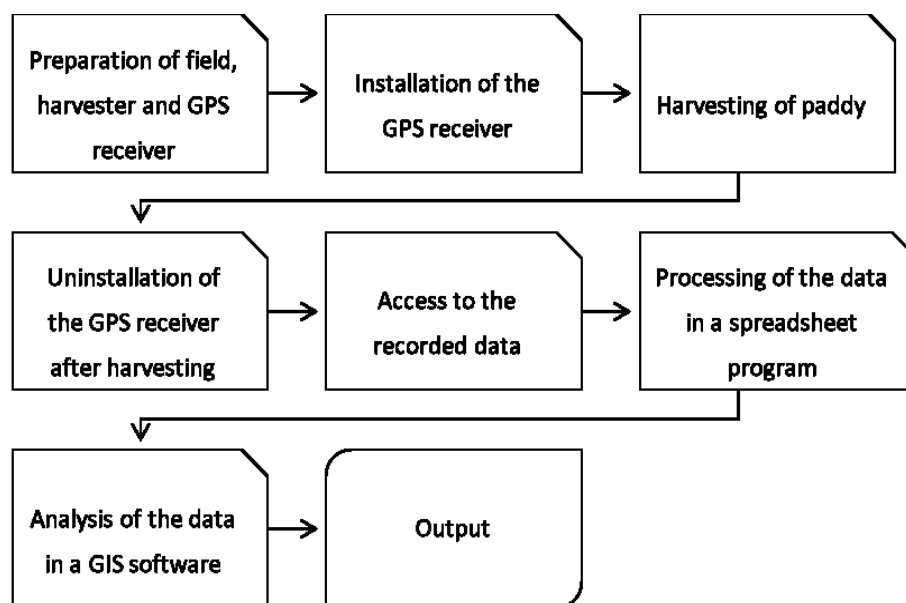 Preparation of field,
harvester and GPS
receiver
Installation of the
GPS receiver
Harvesting of paddy
Uninstallation of
the GPS receiver
after harvesting
Access to the
recorded data
Processing of the data
in a spreadsheet
program
Analysis of the data
in a GIS software
Output